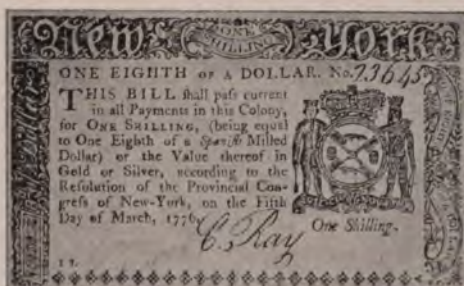 New York
ONE
SHILLING
ONE EIGHTH OF A DOLLAR. No. 23645
THIS BILL ſhall paſs current
in all Payments in this Colony,
for ONE SHILLING, (being equal
to One Eighth of a Spaniſh Milled
Dollar) or the Value thereof in
Gold or Silver, according to the
Reſolution of the Provincial Con-
greſs of New-York, on the Fifth
Day of March, 1776.
C. Ray
One Shilling.